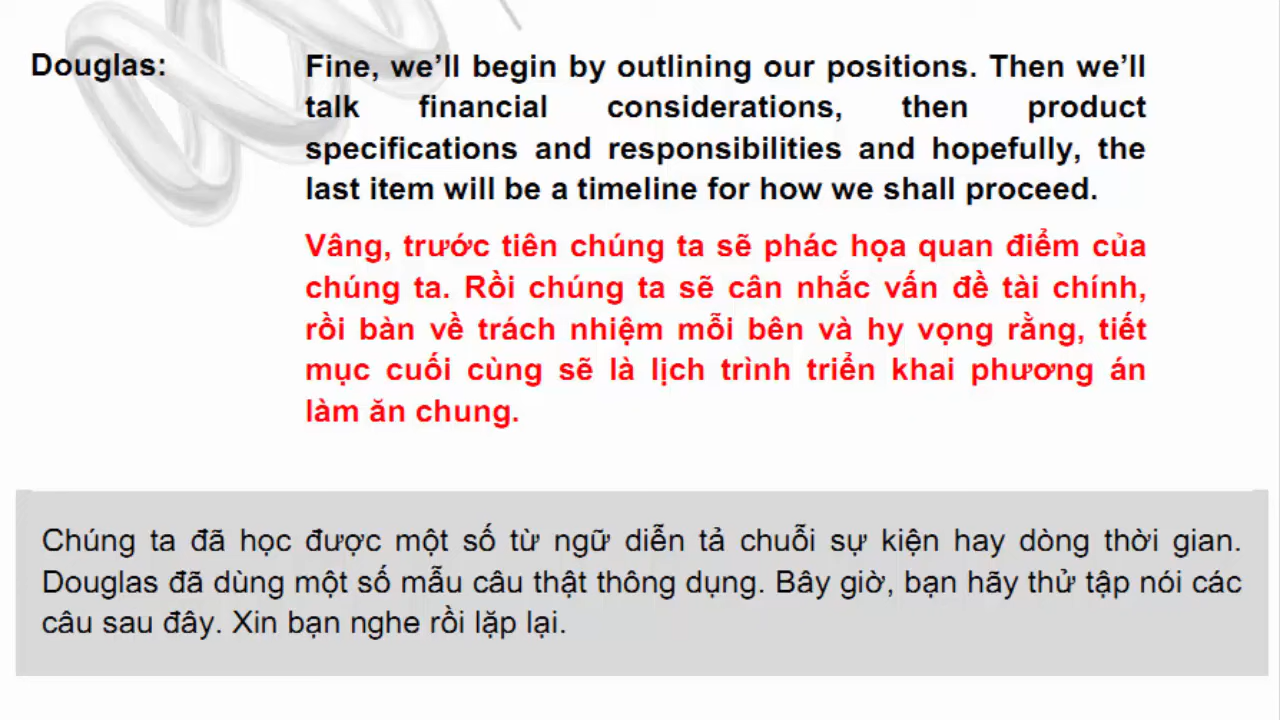 Douglas: Fine, we’ll begin by outlining our positions. Then we’ll
talk financial considerations, then product
specifications and responsibilities and hopefully, the
last item will be a timeline for how we shall proceed.
Vâng, trước tiên chúng ta sẽ phác họa quan điểm của
chúng ta. Rồi chúng ta sẽ cân nhắc vấn đề tài chính,
rồi bàn về trách nhiệm mỗi bên và hy vọng rằng, tiết
mục cuối cùng sẽ là lịch trình triển khai phương án
làm ăn chung.
Chúng ta đã học được một số từ ngữ diễn tả chuỗi sự kiện hay dòng thời gian.
Douglas đã dùng một số mẫu câu thật thông dụng. Bây giờ, bạn hãy thử tập nói các
câu sau đây. Xin bạn nghe rồi lặp lại.